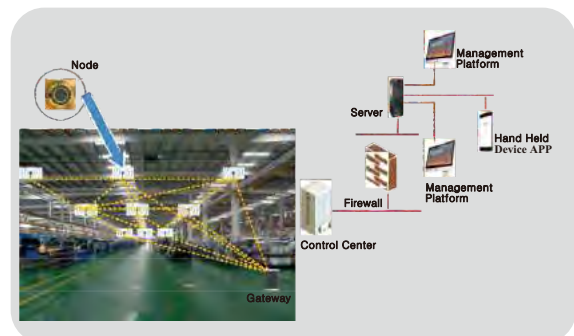 Node
Management
Platform
Server
Hand Held
Device APP
Management
Platform
Firewall
Control Center
Gateway